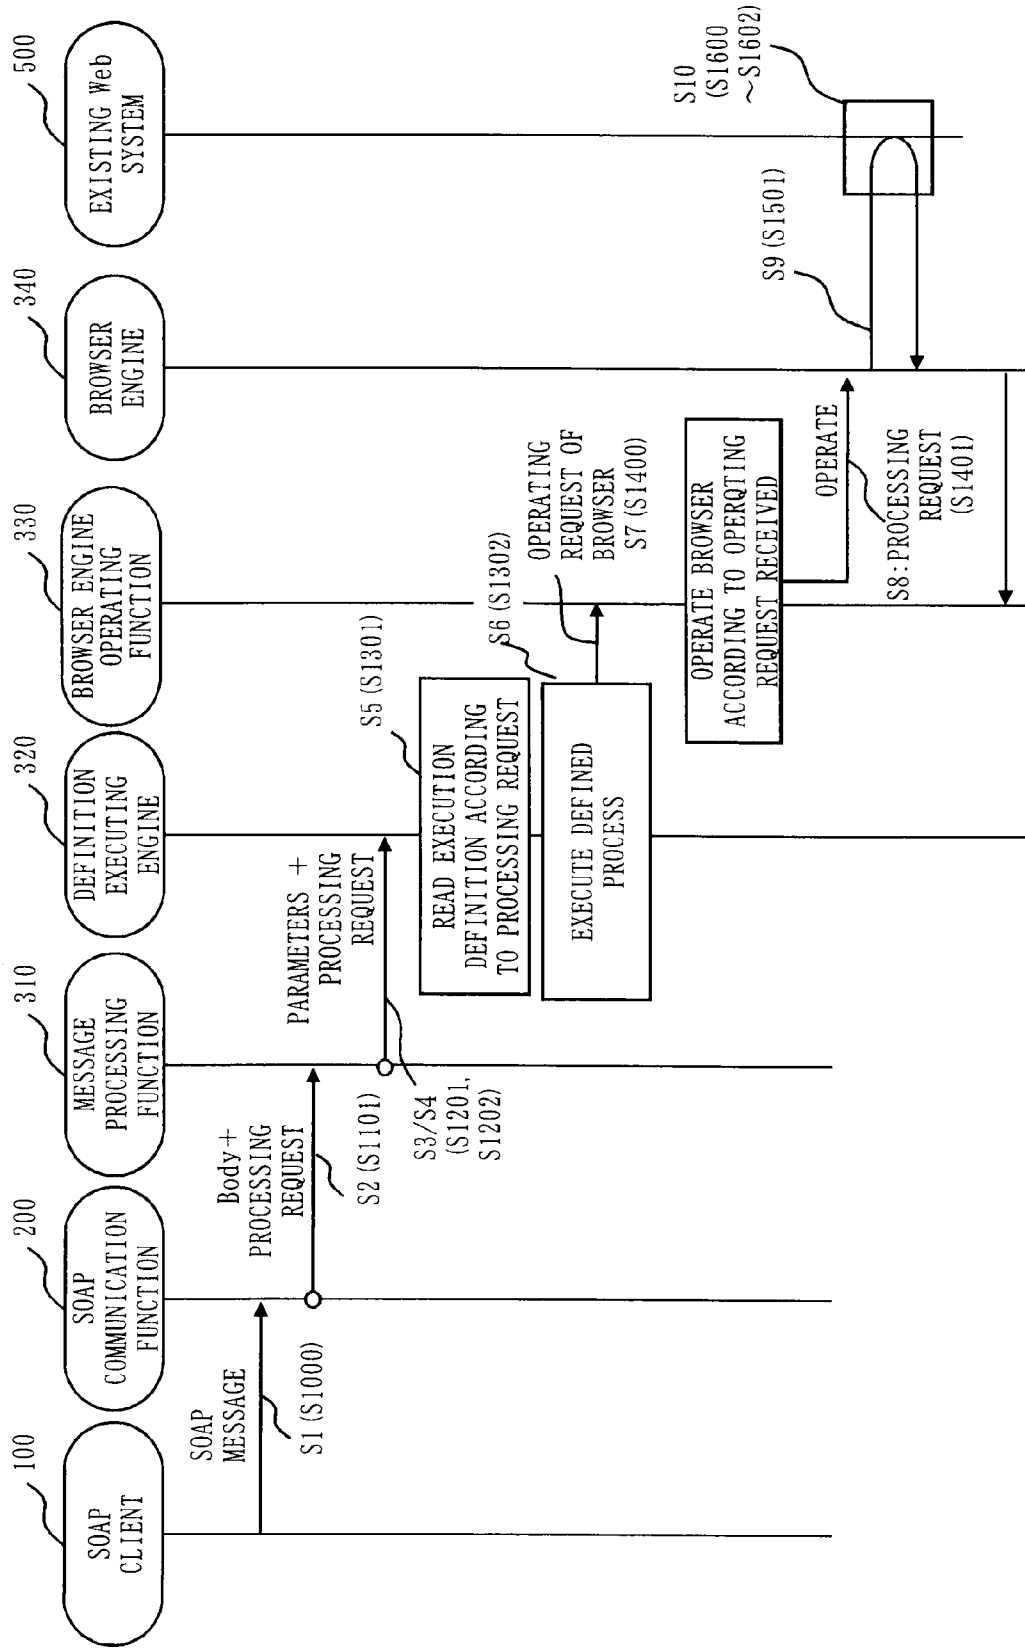 100
SOAP
CLIENT
200
SOAP
COMMUNICATION
FUNCTION
310
MESSAGE
PROCESSING
FUNCTION
320
DEFINITION
EXECUTING
ENGINE
330
BROWSER ENGINE
OPERATING
FUNCTION
340
BROWSER
ENGINE
500
EXISTING Web
SYSTEM
SOAP
MESSAGE
S1(S1000)
Body+
PROCESSING
REQUEST
S2(S1101)
PARAMETERS +
PROCESSING
REQUEST
S3/S4
(S1201,
S1202)
S5(S1301)
READ EXECUTION
DEFINITION ACCORDING
TO PROCESSING REQUEST
S6(S1302)
EXECUTE DEFINED
PROCESS
OPERATING
REQUEST OF
BROWSER
S7(S1400)
OPERATE BROWSER
ACCORDING TO OPERQTING
REQUEST RECEIVED
OPERATE
S8:PROCESSING
REQUEST
(S1401)
S9(S1501)
S10
(S1600
~S1602)